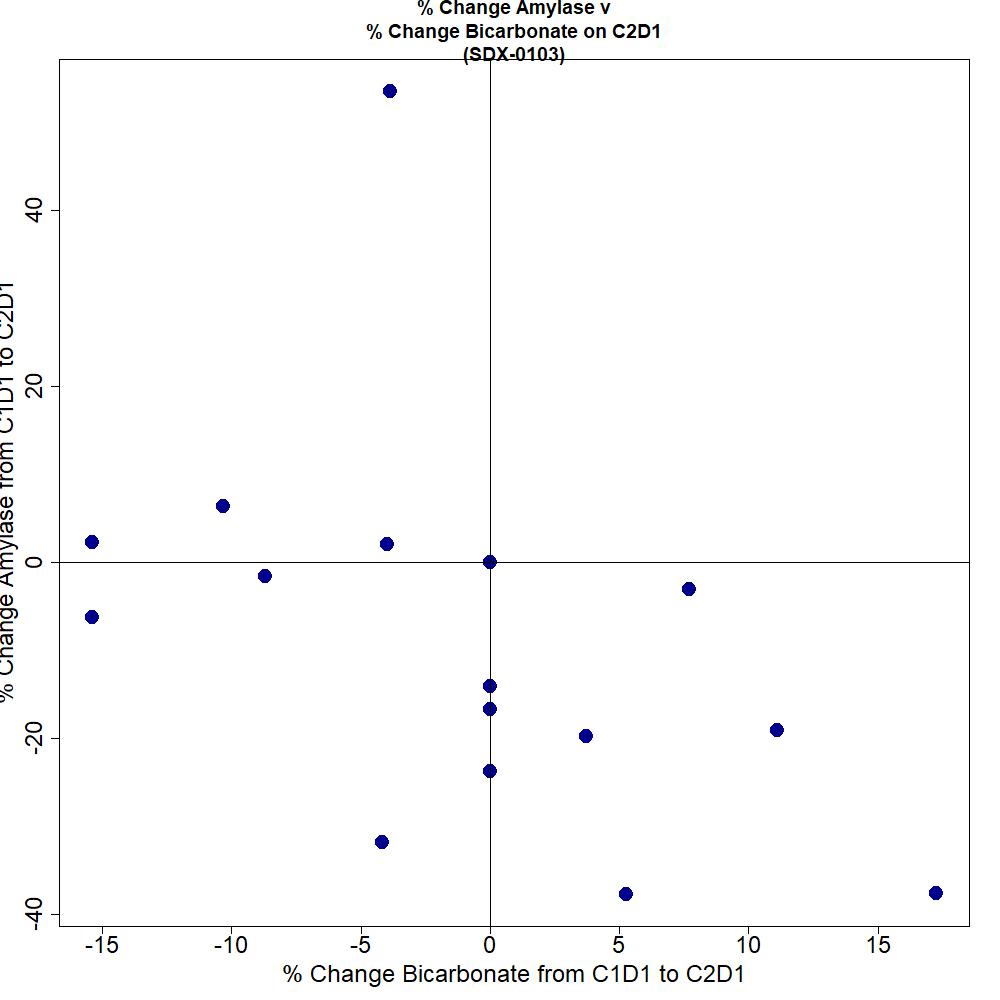 % Change Amylase v
% Change Bicarbonate on C2D1
(SDX-0103)
% Change Amylase from C1D1 to C2D1
40
20
0
-20
-40
-15
-10
-5
0
5
10
15
% Change Bicarbonate from C1D1 to C2D1